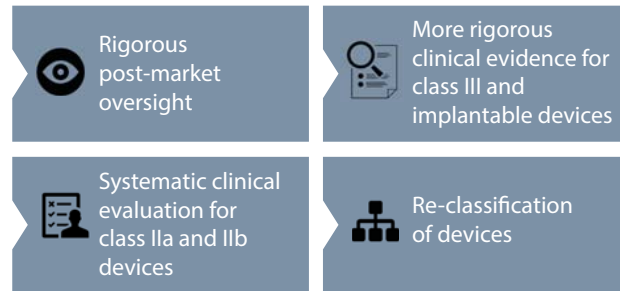 Rigorous
post-market
oversight
More rigorous
clinical evidence for
class III and
implantable devices
Systematic clinical
evaluation for
class IIa and IIb
devices
Re-classification
of devices